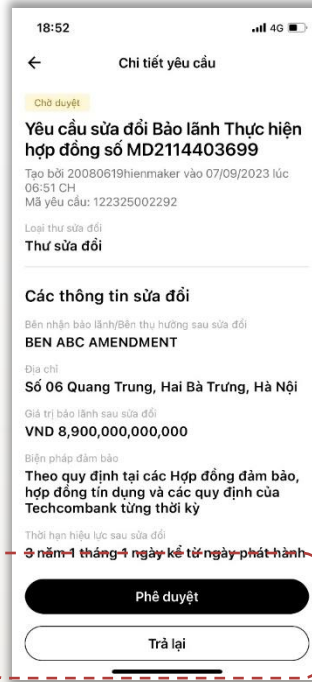 18:52
4G
Chi tiết yêu cầu
Chờ duyệt
Yêu cầu sửa đổi Bảo lãnh Thực hiện
hợp đồng số MD2114403699
Tạo bởi 20080619hienmaker vào 07/09/2023 lúc
06:51 CH
Mã yêu cầu: 122325002292
Loại thư sửa đổi
Thư sửa đổi
Các thông tin sửa đổi
Bên nhận bảo lãnh/Bên thụ hưởng sau sửa đổi
BEN ABC AMENDMENT
Địa chỉ
Số 06 Quang Trung, Hai Bà Trưng, Hà Nội
Giá trị bảo lãnh sau sửa đổi
VND 8,900,000,000,000
Biện pháp đảm bảo
Theo quy định tại các Hợp đồng đảm bảo,
hợp đồng tín dụng và các quy định của
Techcombank từng thời kỳ
Thời hạn hiệu lực sau sửa đổi
3 năm 1 tháng 1 ngày kể từ ngày phát hành
Phê duyệt
Trả lại